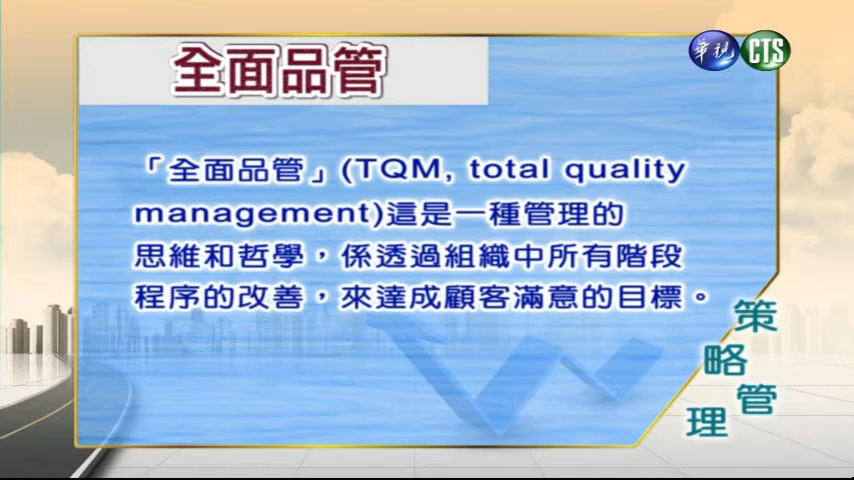 全面品管
華視 CTS
「全面品管」(TQM, total quality
management)這是一種管理的
思維和哲學，係透過組織中所有階段
程序的改善，來達成顧客滿意的目標。
策略管理